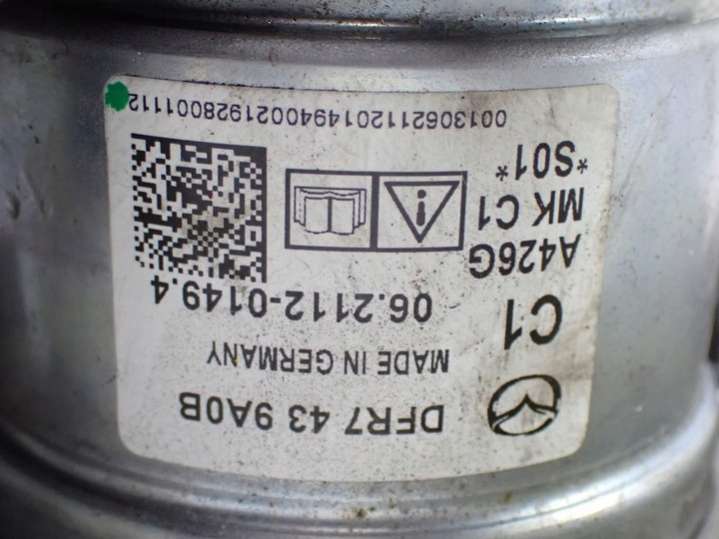 DFR7 43 9A0B
MADE IN GERMANY
C1
06.2112-0149.4
A426G
MK C1
*S01*
0013062112014940021928001112